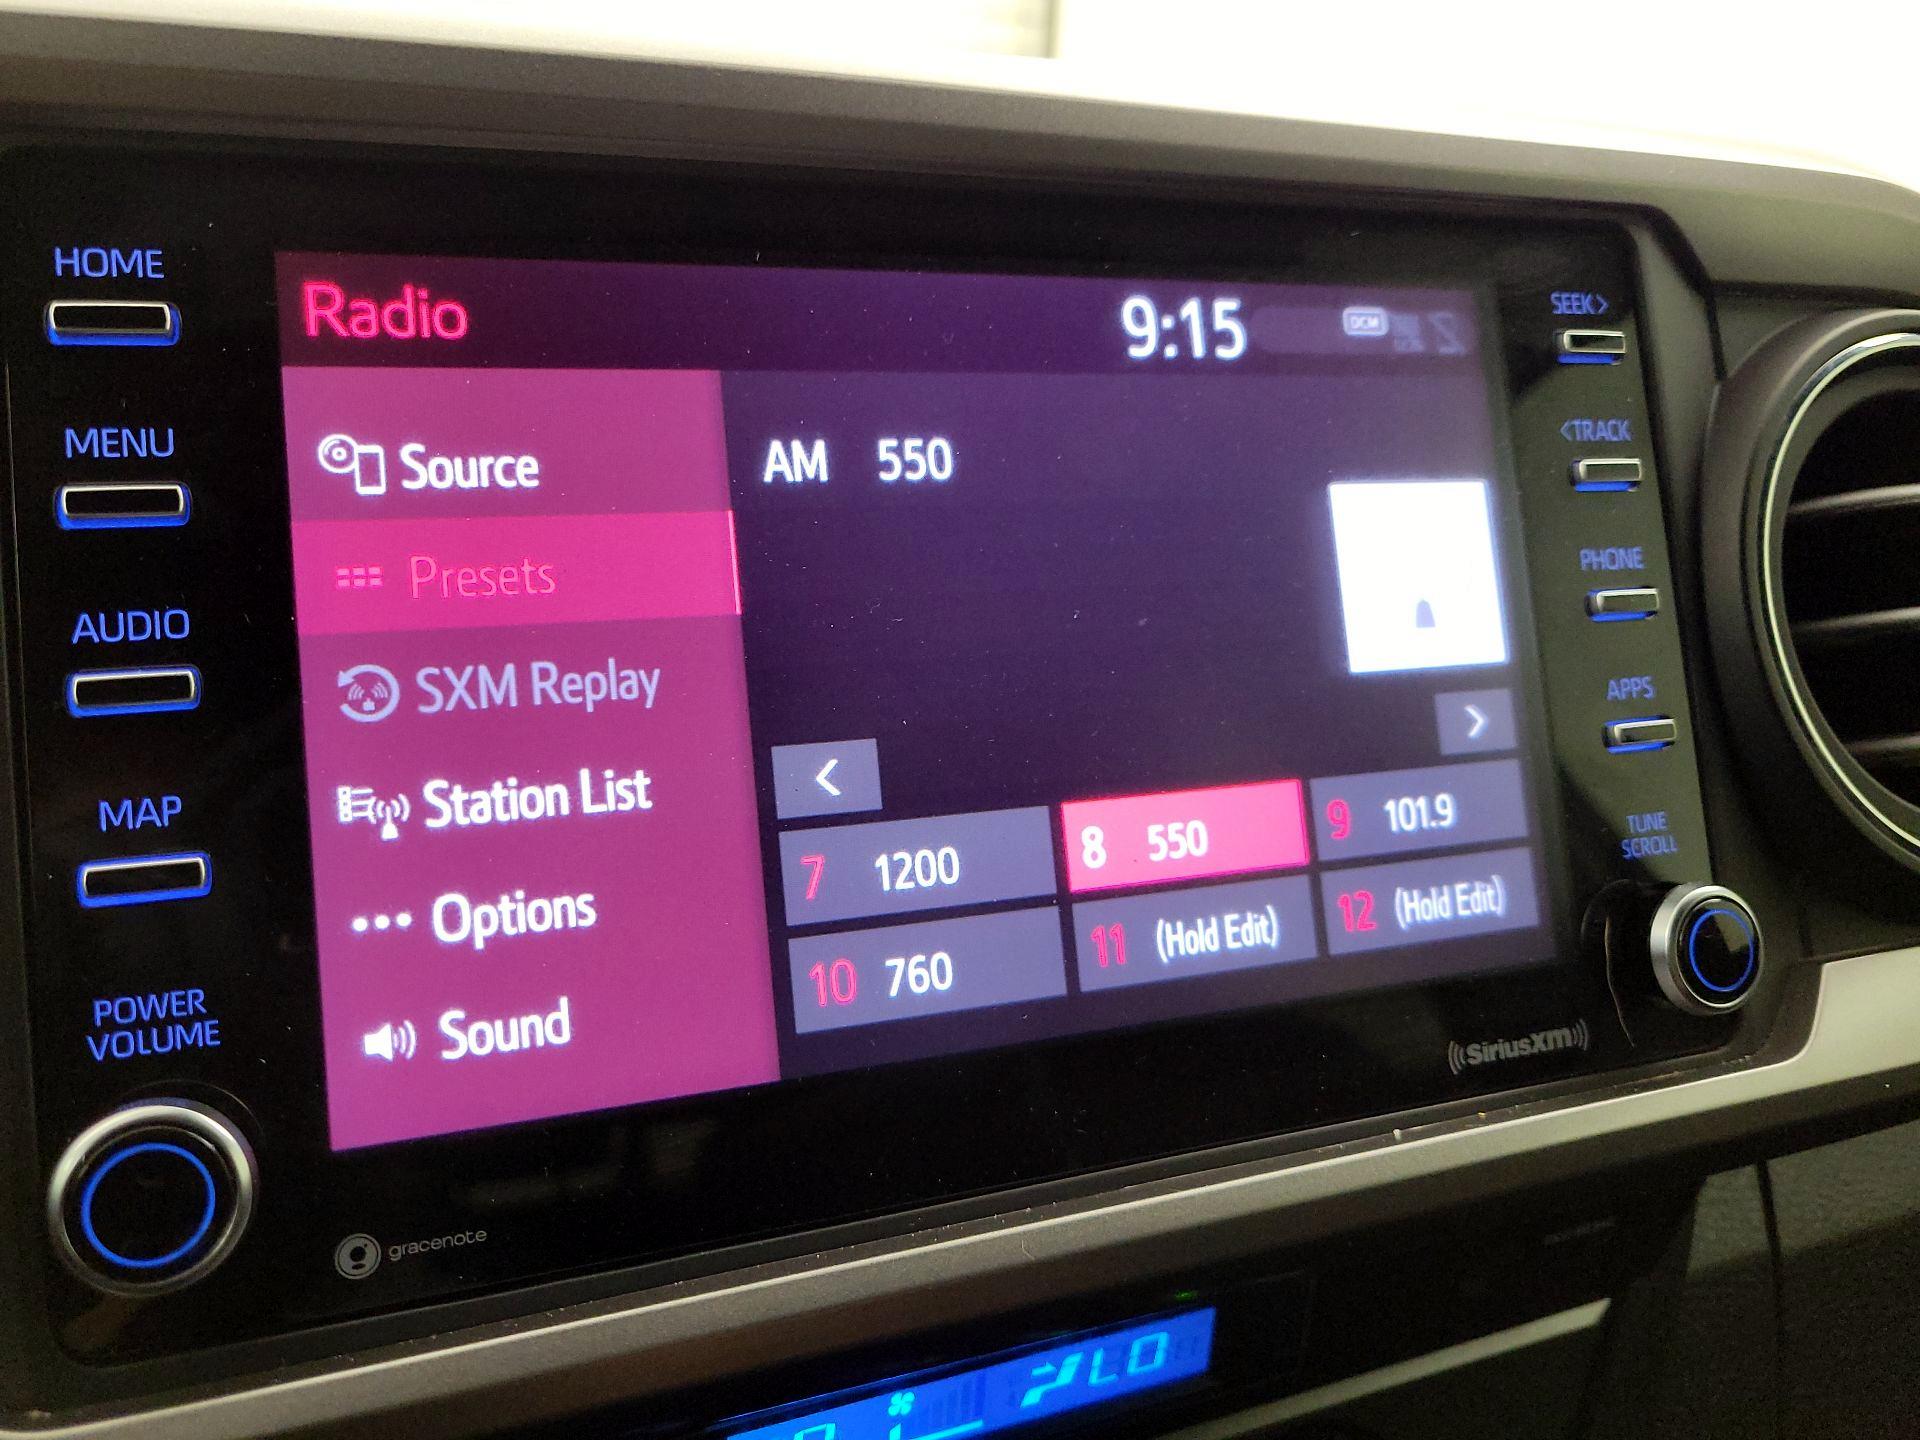 HOME
MENU
AUDIO
MAP
POWER
VOLUME
Radio
9:15
DCM
Source
Presets
SXM Replay
Station List
Options
Sound
AM 550
<
>
7 1200
8 550
9 101.9
10 760
11 (Hold Edit)
12 (Hold Edit)
SEEK>
<TRACK
PHONE
APPS
TUNE
SCROLL
((SiriusXM))
gracenote
LO